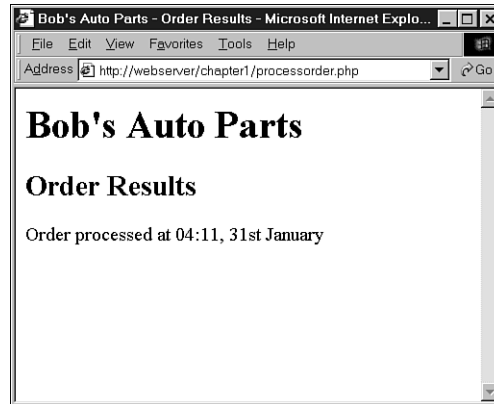 Bob's Auto Parts - Order Results - Microsoft Internet Explo...
File Edit View Favorites Tools Help
Address http://webserver/chapter1/processorder.php Go
Bob's Auto Parts
Order Results
Order processed at 04:11, 31st January